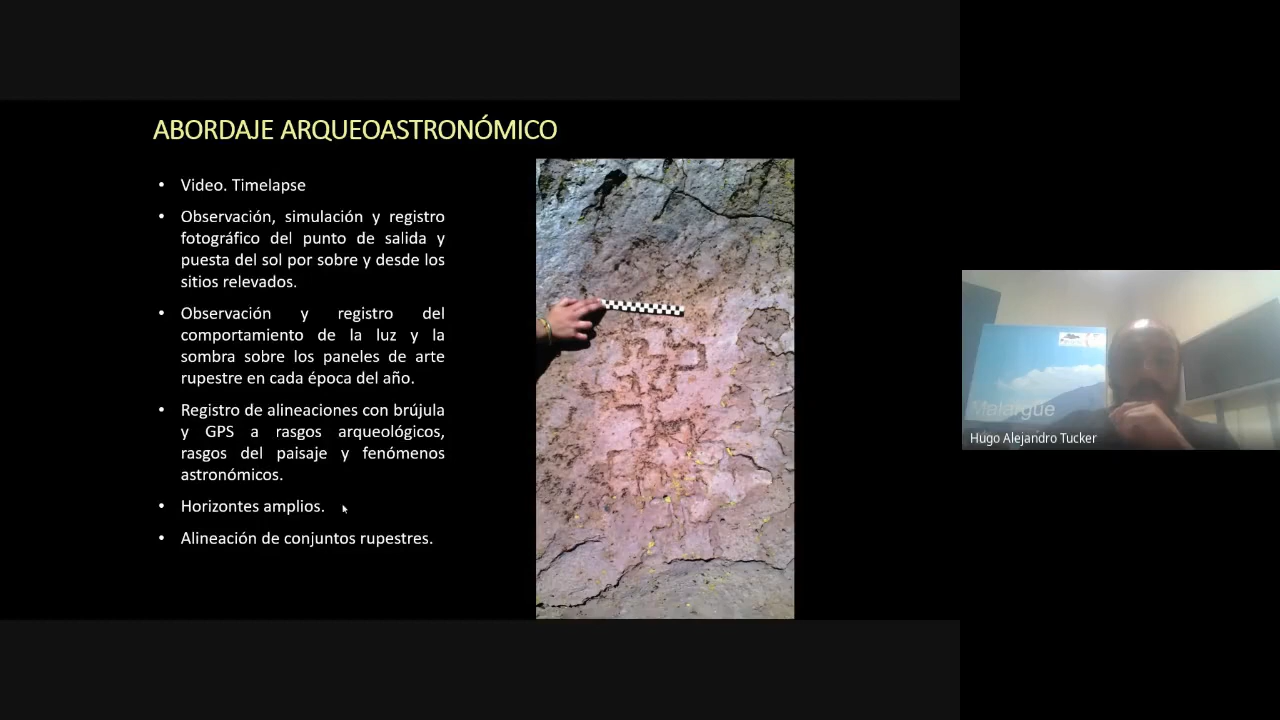 ABORDAJE ARQUEOASTRONÓMICO
• Video. Timelapse
• Observación, simulación y registro
fotográfico del punto de salida y
puesta del sol por sobre y desde los
sitios relevados.
• Observación y registro del
comportamiento de la luz y la
sombra sobre los paneles de arte
rupestre en cada época del año.
• Registro de alineaciones con brújula
y GPS a rasgos arqueológicos,
rasgos del paisaje y fenómenos
astronómicos.
• Horizontes amplios.
• Alineación de conjuntos rupestres.
Malargüe
Hugo Alejandro Tucker